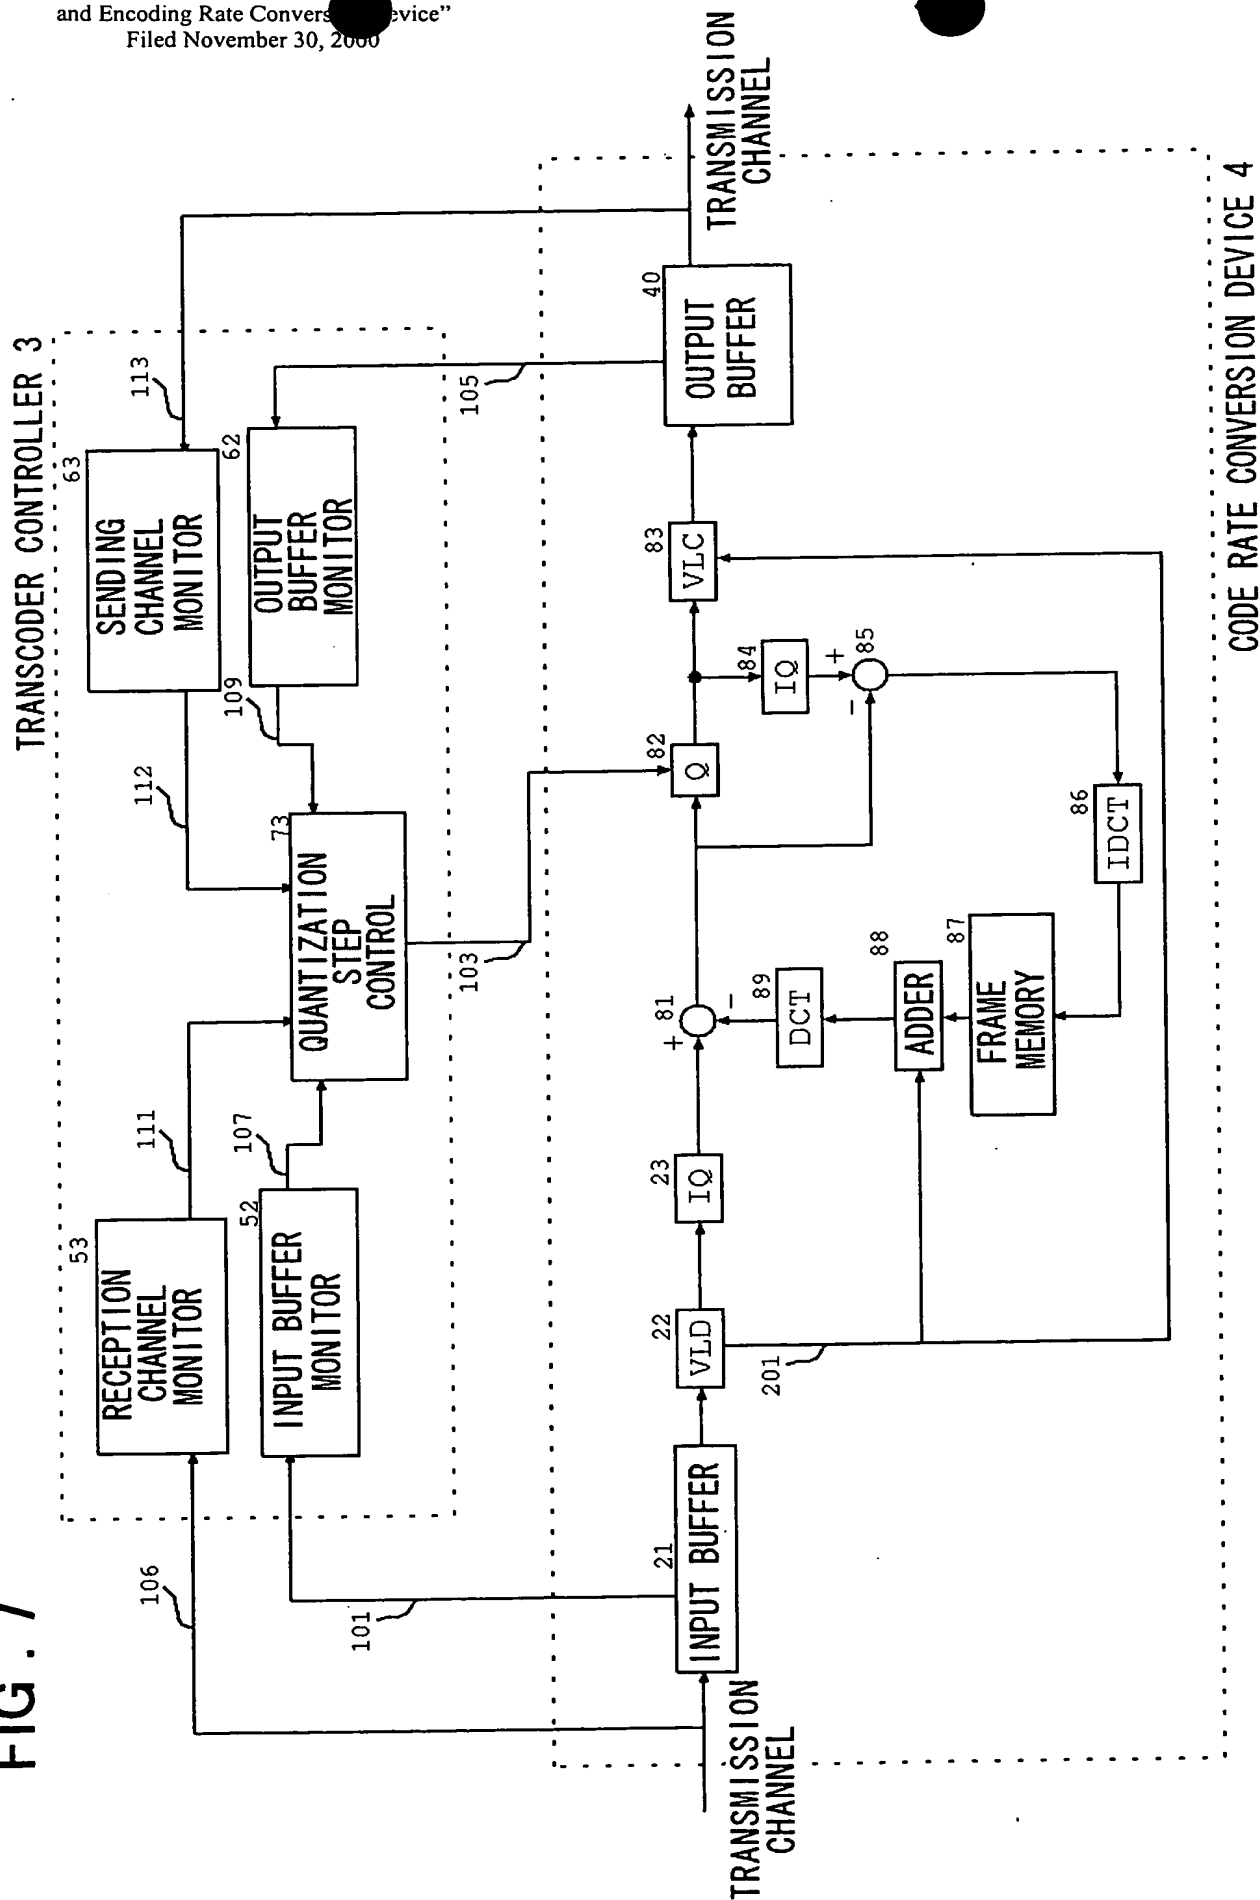 and Encoding Rate Convers
evice"
Filed November 30, 2000
FIG. 7
TRANSCODER CONTROLLER 3
53
RECEPTION
CHANNEL
MONITOR
63
SENDING
CHANNEL
MONITOR
52
INPUT BUFFER
MONITOR
62
OUTPUT
BUFFER
MONITOR
73
QUANTIZATION
STEP
CONTROL
106
111
112
113
107
109
101
103
105
TRANSMISSION
CHANNEL
21
INPUT BUFFER
22
VLD
23
IQ
+
81
-
82
Q
83
VLC
40
OUTPUT
BUFFER
TRANSMISSION
CHANNEL
84
IQ
+
85
-
89
DCT
88
ADDER
87
FRAME
MEMORY
86
IDCT
201
CODE RATE CONVERSION DEVICE 4